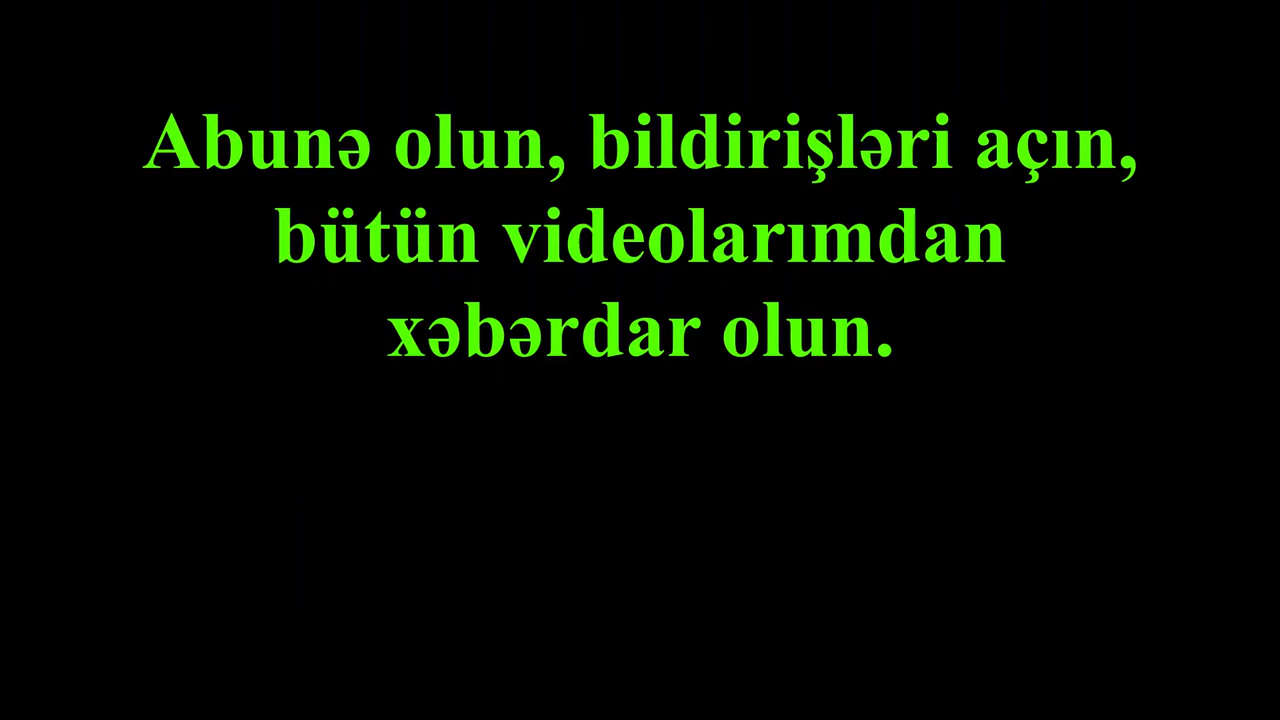 Abunə olun, bildirişləri açın,
bütün videolarımdan
xəbərdar olun.